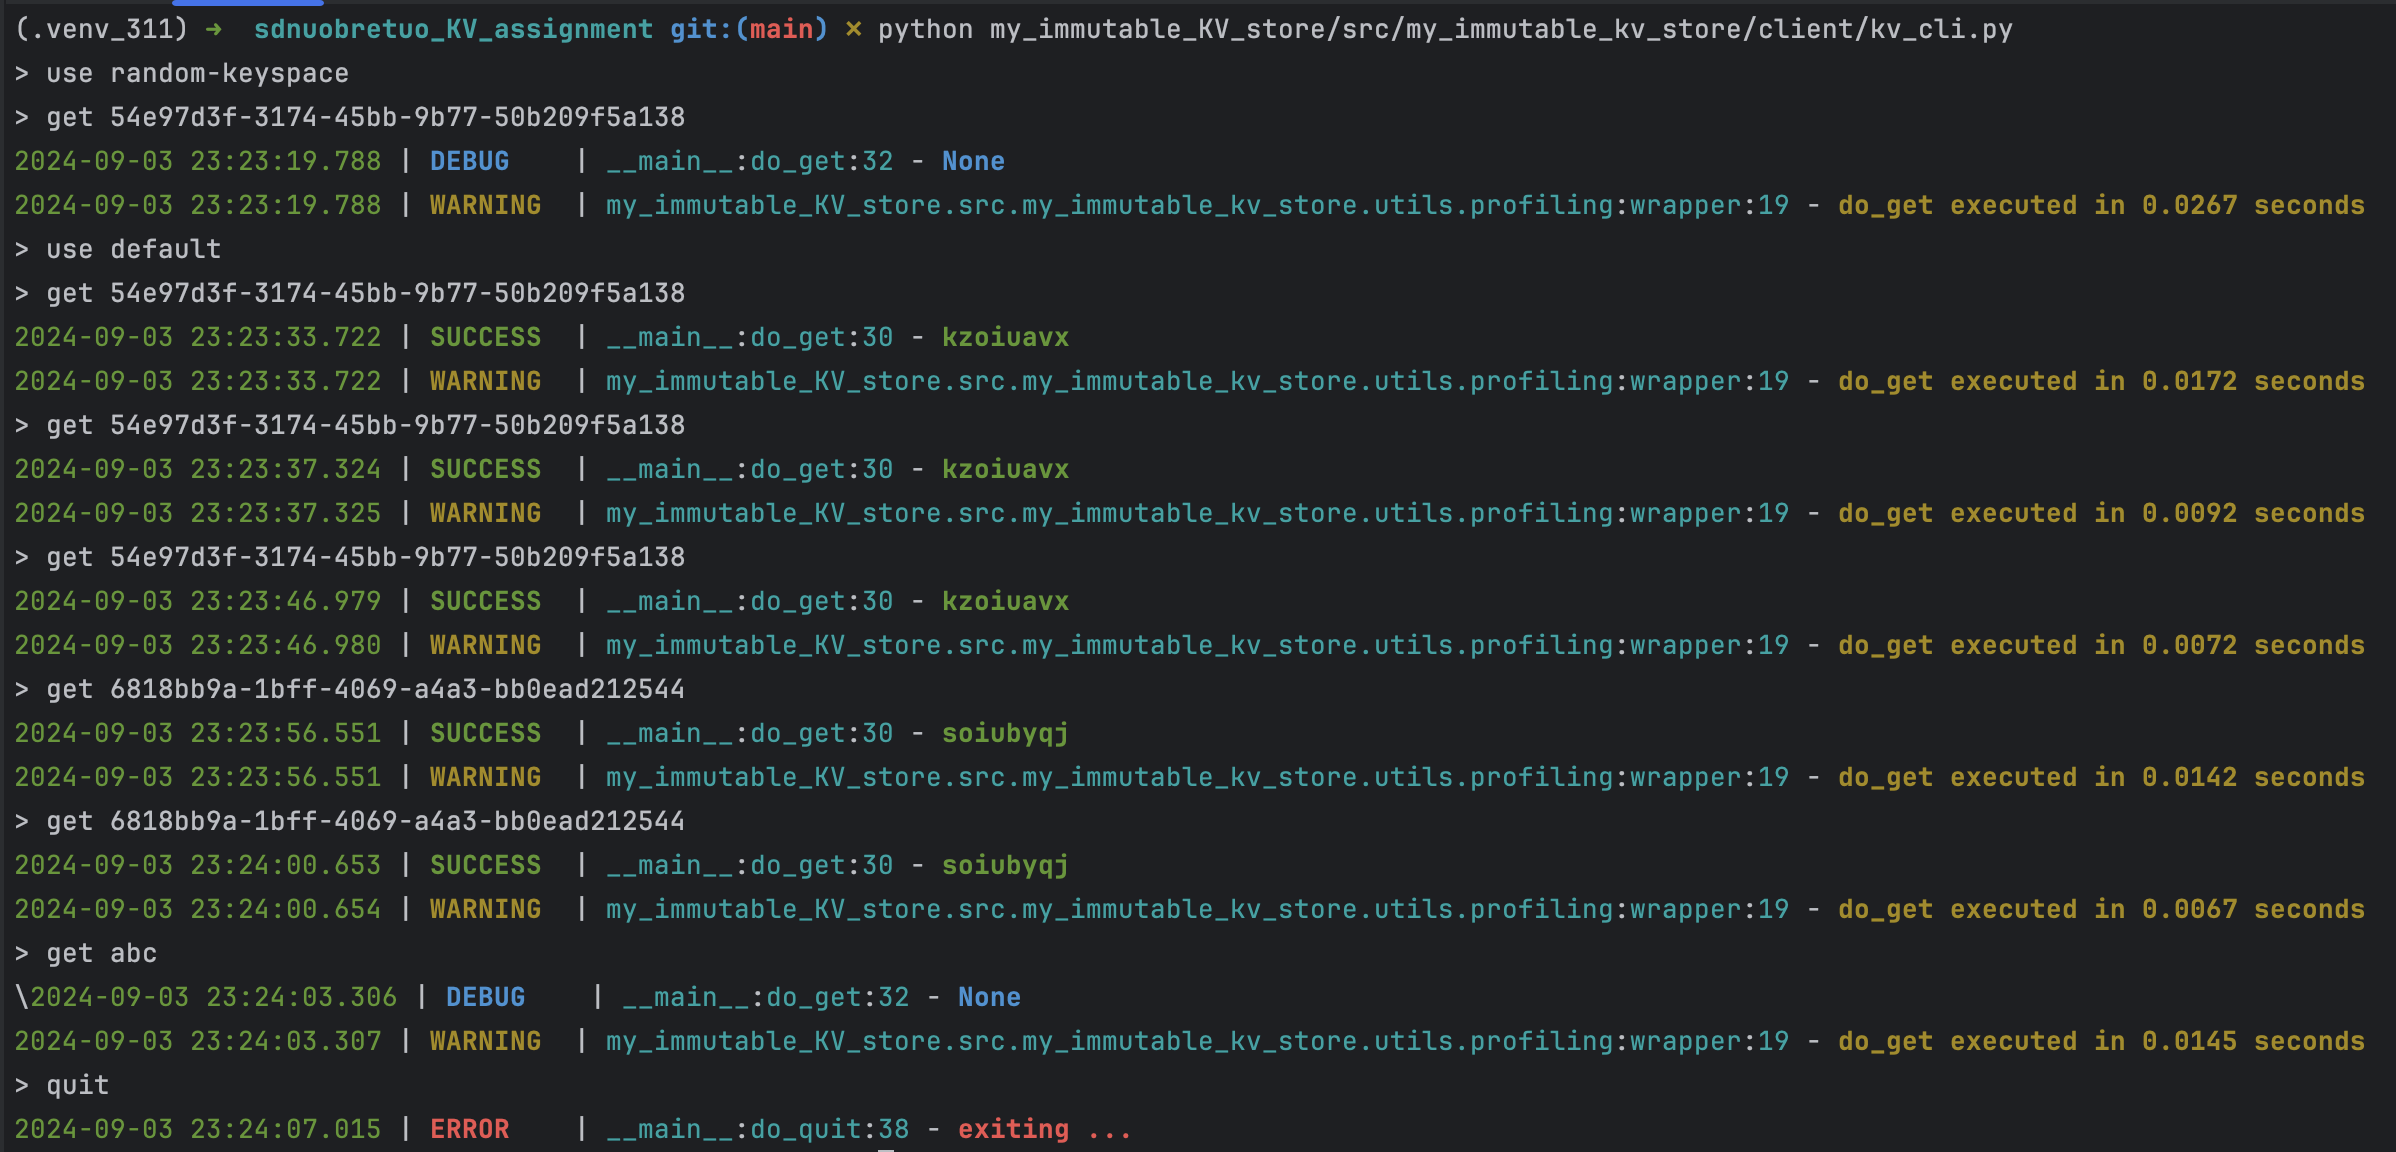 (.venv_311) → sdnuobretuo_KV_assignment git:(main) × python my_immutable_KV_store/src/my_immutable_kv_store/client/kv_cli.py
> use random-keyspace
> get 54e97d3f-3174-45bb-9b77-50b209f5a138
2024-09-03 23:23:19.788 | DEBUG    | __main__:do_get:32 - None
2024-09-03 23:23:19.788 | WARNING  | my_immutable_KV_store.src.my_immutable_kv_store.utils.profiling:wrapper:19 - do_get executed in 0.0267 seconds
> use default
> get 54e97d3f-3174-45bb-9b77-50b209f5a138
2024-09-03 23:23:33.722 | SUCCESS  | __main__:do_get:30 - kzoiuavx
2024-09-03 23:23:33.722 | WARNING  | my_immutable_KV_store.src.my_immutable_kv_store.utils.profiling:wrapper:19 - do_get executed in 0.0172 seconds
> get 54e97d3f-3174-45bb-9b77-50b209f5a138
2024-09-03 23:23:37.324 | SUCCESS  | __main__:do_get:30 - kzoiuavx
2024-09-03 23:23:37.325 | WARNING  | my_immutable_KV_store.src.my_immutable_kv_store.utils.profiling:wrapper:19 - do_get executed in 0.0092 seconds
> get 54e97d3f-3174-45bb-9b77-50b209f5a138
2024-09-03 23:23:46.979 | SUCCESS  | __main__:do_get:30 - kzoiuavx
2024-09-03 23:23:46.980 | WARNING  | my_immutable_KV_store.src.my_immutable_kv_store.utils.profiling:wrapper:19 - do_get executed in 0.0072 seconds
> get 6818bb9a-1bff-4069-a4a3-bb0ead212544
2024-09-03 23:23:56.551 | SUCCESS  | __main__:do_get:30 - soiubyqj
2024-09-03 23:23:56.551 | WARNING  | my_immutable_KV_store.src.my_immutable_kv_store.utils.profiling:wrapper:19 - do_get executed in 0.0142 seconds
> get 6818bb9a-1bff-4069-a4a3-bb0ead212544
2024-09-03 23:24:00.653 | SUCCESS  | __main__:do_get:30 - soiubyqj
2024-09-03 23:24:00.654 | WARNING  | my_immutable_KV_store.src.my_immutable_kv_store.utils.profiling:wrapper:19 - do_get executed in 0.0067 seconds
> get abc
\2024-09-03 23:24:03.306 | DEBUG    | __main__:do_get:32 - None
2024-09-03 23:24:03.307 | WARNING  | my_immutable_KV_store.src.my_immutable_kv_store.utils.profiling:wrapper:19 - do_get executed in 0.0145 seconds
> quit
2024-09-03 23:24:07.015 | ERROR    | __main__:do_quit:38 - exiting ...